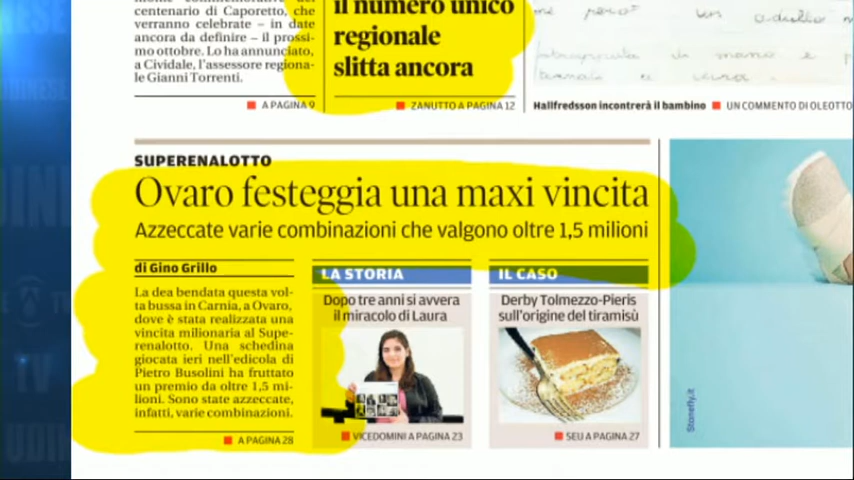 centenario di Caporetto, che
verranno celebrate – in date
ancora da definire – il prossi-
mo ottobre. Lo ha annunciato,
a Cividale, l'assessore regiona-
le Gianni Torrenti.
A PAGINA 9
il numero unico
regionale
slitta ancora
ZANUTTO A PAGINA 12
Hallfredsson incontrerà il bambino
UN COMMENTO DI OLEOTTO
SUPERENALOTTO
Ovaro festeggia una maxi vincita
Azzeccate varie combinazioni che valgono oltre 1,5 milioni
di Gino Grillo
La dea bendata questa vol-
ta bussa in Carnia, a Ovaro,
dove è stata realizzata una
vincita milionaria al Supe-
renalotto. Una schedina
giocata ieri nell'edicola di
Pietro Busolini ha fruttato
un premio da oltre 1,5 mi-
lioni. Sono state azzeccate,
infatti, varie combinazioni.
A PAGINA 28
LA STORIA
Dopo tre anni si avvera
il miracolo di Laura
VICEDOMINI A PAGINA 23
IL CASO
Derby Tolmezzo-Pieris
sull'origine del tiramisù
SEU A PAGINA 27
Stonefly.it